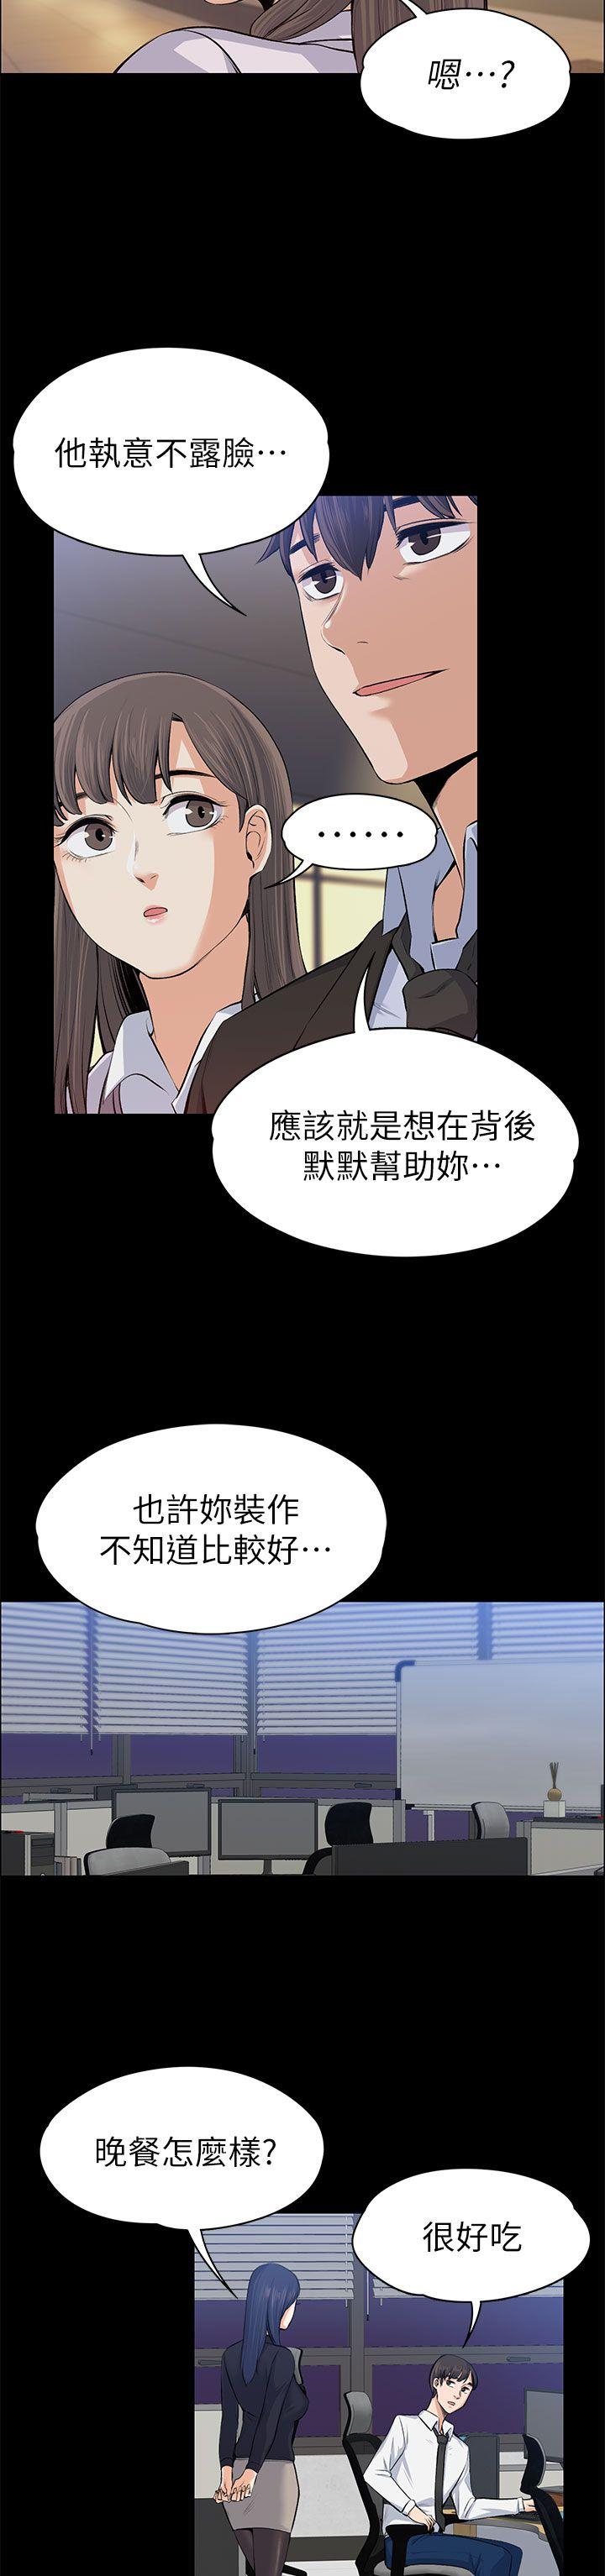 嗯⋯?
他執意不露臉⋯
⋯⋯
應該就是想在背後
默默幫助妳⋯
也許妳裝作
不知道比較好⋯
晚餐怎麼樣?
很好吃